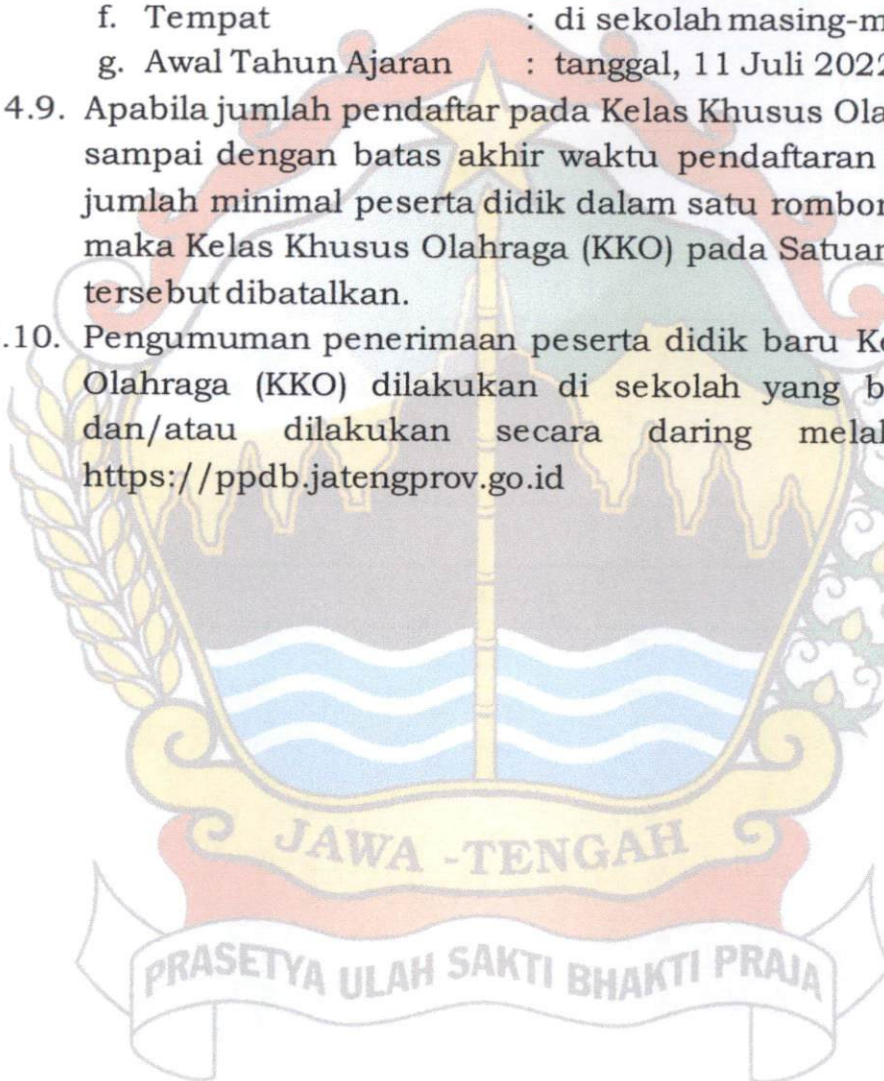 f. Tempat : di sekolah masing-m
g. Awal Tahun Ajaran : tanggal, 11 Juli 2022
4.9. Apabila jumlah pendaftar pada Kelas Khusus Ola
sampai dengan batas akhir waktu pendaftaran
jumlah minimal peserta didik dalam satu rombo
maka Kelas Khusus Olahraga (KKO) pada Satua
tersebut dibatalkan.
.10. Pengumuman penerimaan peserta didik baru Ke
Olahraga (KKO) dilakukan di sekolah yang b
dan/atau dilakukan secara daring mela
https://ppdb.jatengprov.go.id
JAWA -TENGAH
PRASETYA ULAH SAKTI BHAKTI PRAJA